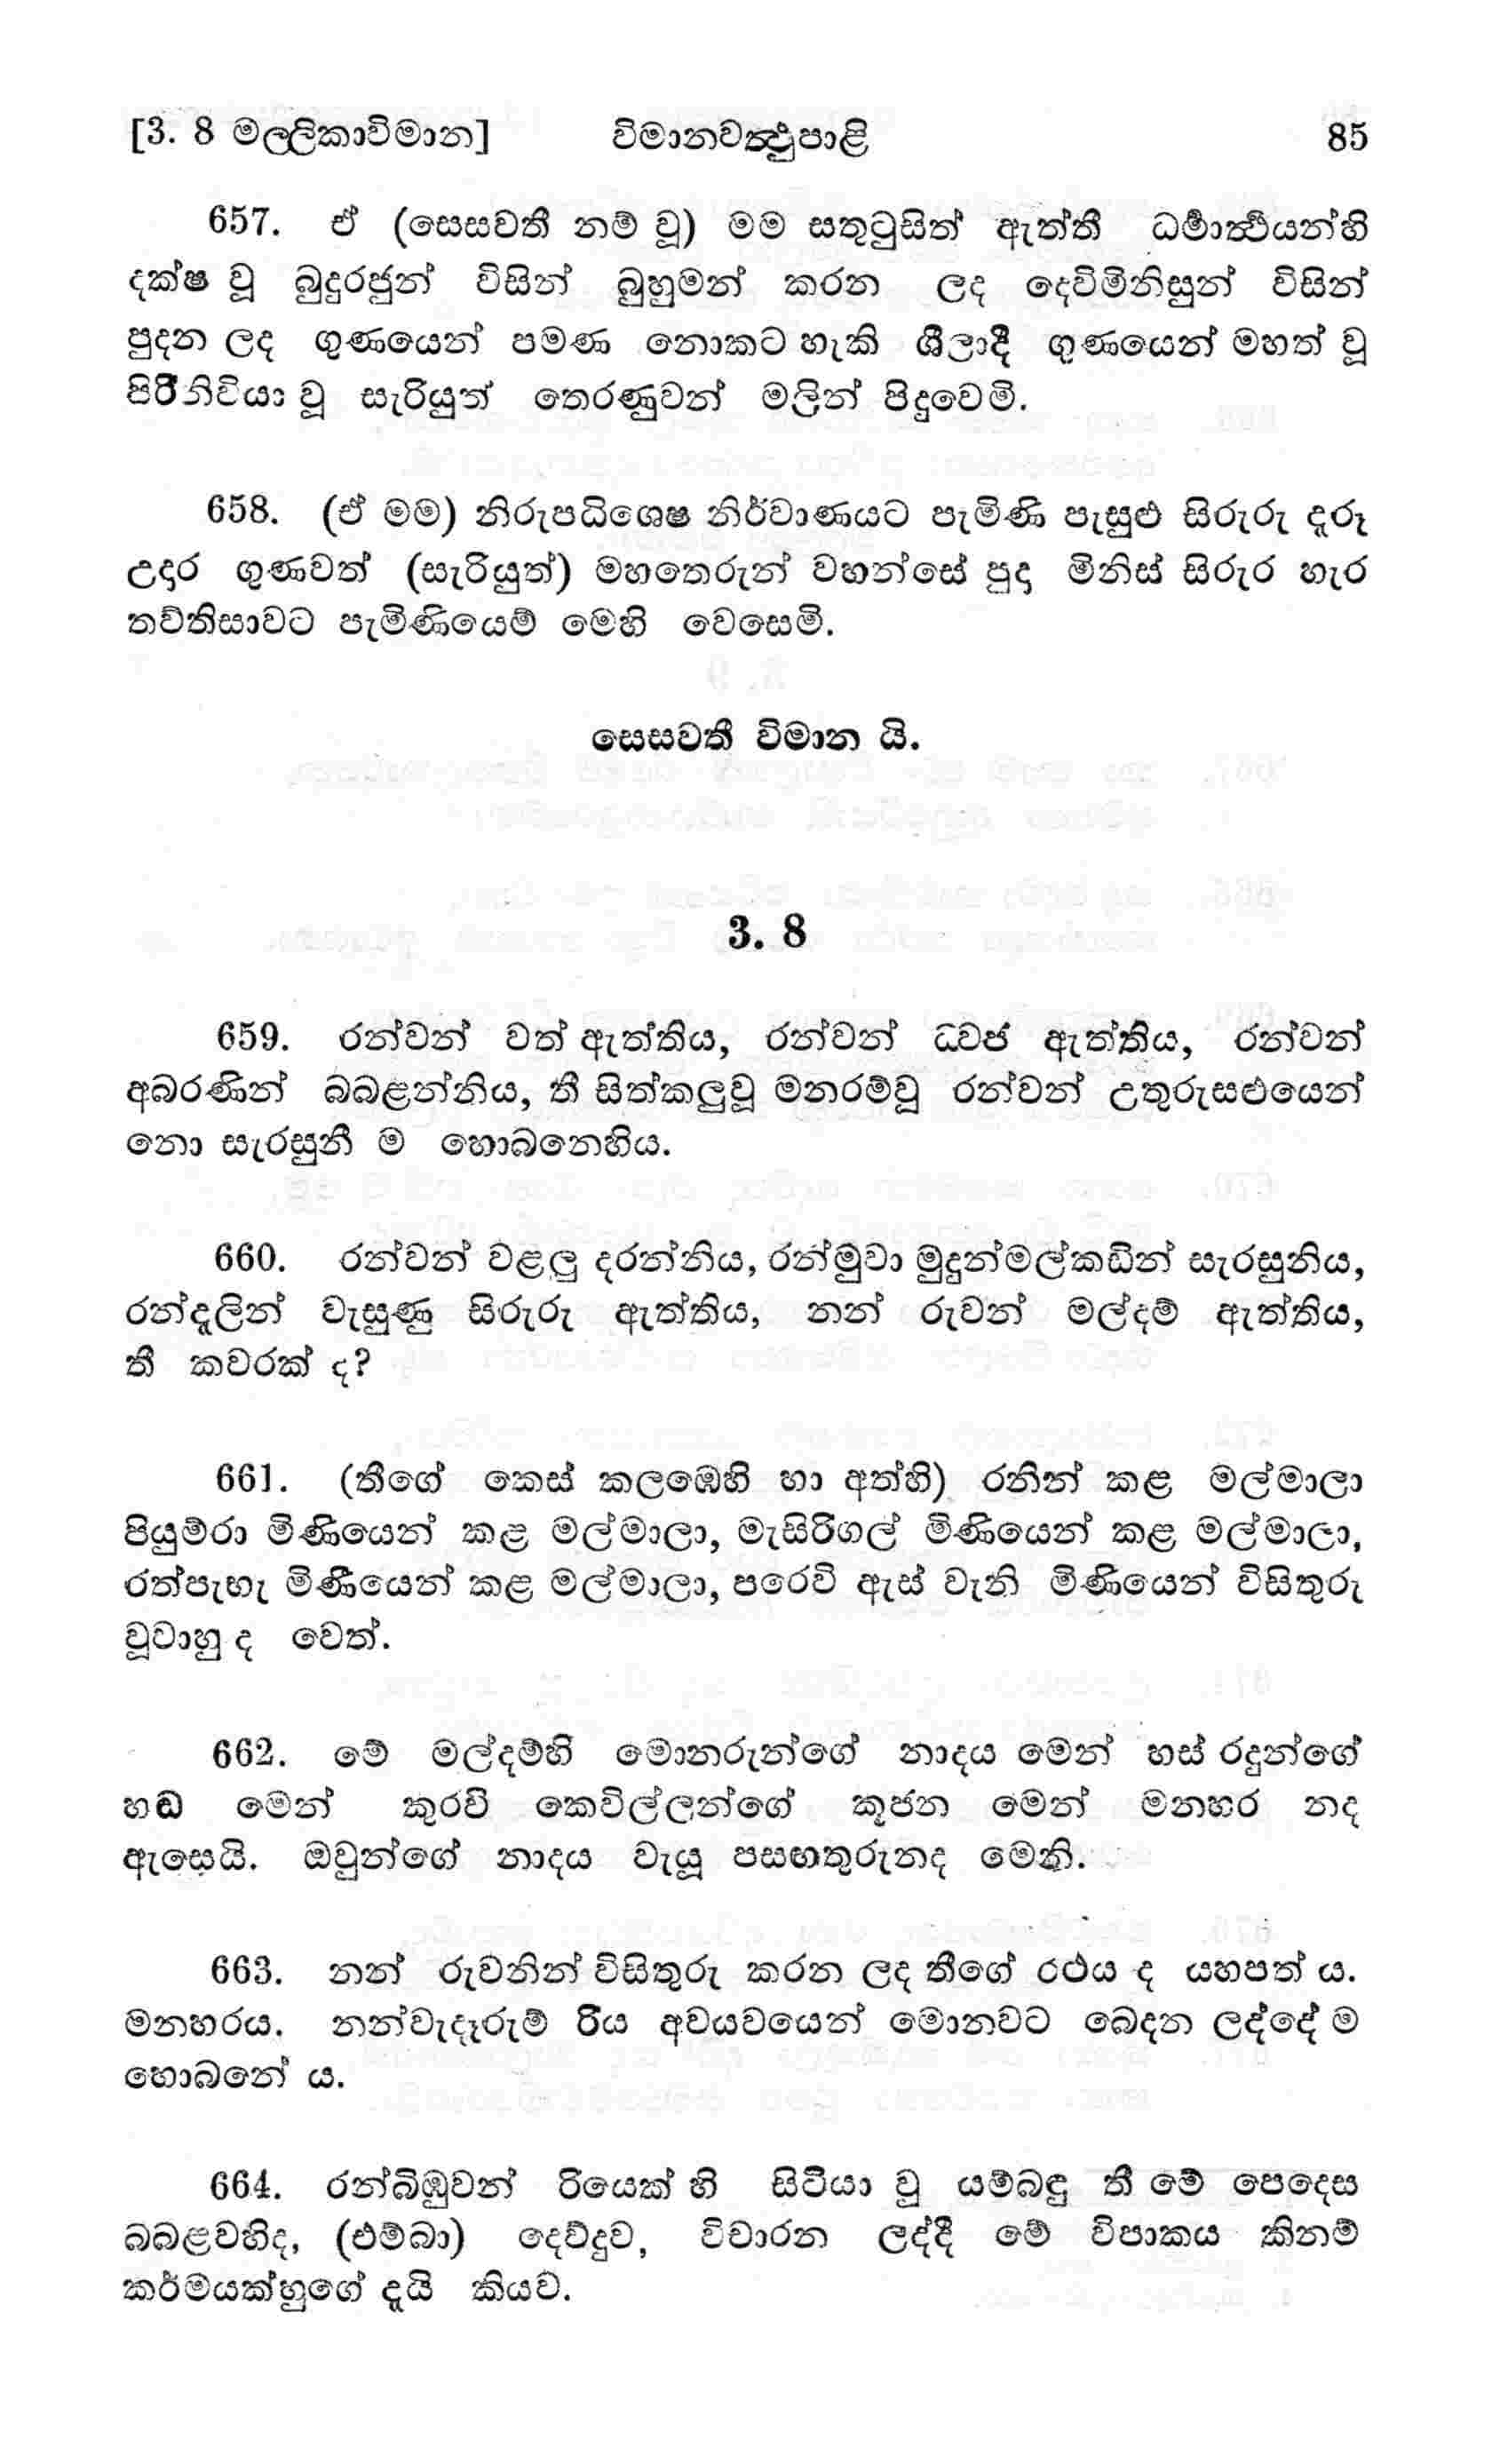 [3. 8 මල්ලිකාවිමාන] විමානවත්‍ථුපාළි 85
657. ඒ (සෙසවතී නම් වූ) මම සතුටුසිත් ඇත්තී ධර්‍මාර්‍ත්‍ථයන්හි
දක්ෂ වූ බුදුරජුන් විසින් බුහුමන් කරන ලද දෙවිමිනිසුන් විසින්
පුදන ලද ගුණයෙන් පමණ නොකට හැකි ශීලාදී ගුණයෙන් මහත් වූ
පිරිනිවියා වූ සැරියුත් තෙරණුවන් මලින් පිදුවෙමි.
658. (ඒ මම) නිරුපධිශෙෂ නිර්වාණයට පැමිණි පැසුළු සිරුරු දැරූ
උදාර ගුණවත් (සැරියුත්) මහතෙරුන් වහන්සේ පුදා මිනිස් සිරුර හැර
තව්තිසාවට පැමිණියෙම් මෙහි වෙසෙමි.
සෙසවතී විමාන යි.
3. 8
659. රන්වන් වත් ඇත්තිය, රන්වන් ධ්වජ ඇත්තිය, රන්වන්
අබරණින් බබළන්නිය, තී සිත්කලුවූ මනරම්වූ රන්වන් උතුරුසළුයෙන්
නො සැරසුනී ම හොබනෙහිය.
660. රන්වන් වළලු දරන්නිය, රන්මුවා මුදුන්මල්කඩින් සැරසුනිය,
රන්දැලින් වැසුණු සිරුරු ඇත්තිය, නන් රුවන් මල්දම් ඇත්තිය,
තී කවරක් ද?
661. (තීගේ කෙස් කලඹෙහි හා අත්හි) රනින් කළ මල්මාලා
පියුම්රා මිණියෙන් කළ මල්මාලා, මැසිරිගල් මිණියෙන් කළ මල්මාලා,
රත්පැහැ මිණියෙන් කළ මල්මාලා, පරෙවි ඇස් වැනි මිණියෙන් විසිතුරු
වූවාහු ද වෙත්.
662. මේ මල්දම්හි මොනරුන්ගේ නාදය මෙන් හස් රදුන්ගේ
හඬ මෙන් කුරවි කෙවිල්ලන්ගේ කූජන මෙන් මනහර නද
ඇසෙයි. ඔවුන්ගේ නාදය වැයූ පසඟතුරුනද මෙනි.
663. නන් රුවනින් විසිතුරු කරන ලද තීගේ රථය ද යහපත් ය.
මනහරය. නන්වැදෑරුම් රිය අවයවයෙන් මොනවට බෙදන ලද්දේ ම
හොබනේ ය.
664. රන්බිඹුවන් රියෙක් හි සිටියා වූ යම්බඳු තී මේ පෙදෙස
බබළවහිද, (එම්බා) දෙව්දුව, විචාරන ලද්දී මේ විපාකය කිනම්
කර්මයක්හුගේ දැයි කියව.